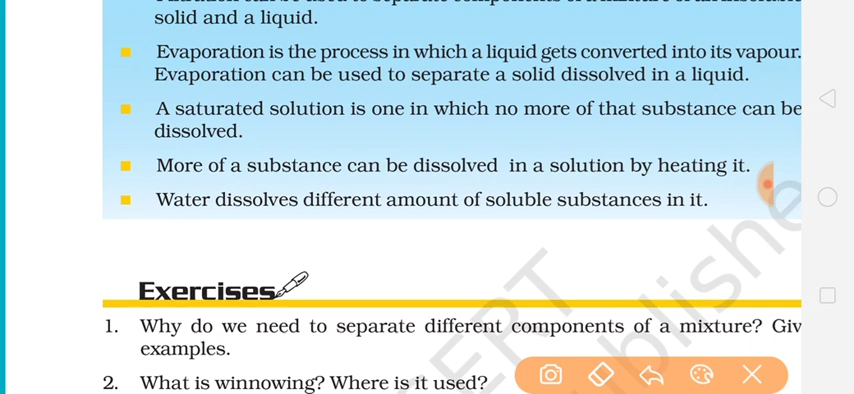 solid and a liquid.
Evaporation is the process in which a liquid gets converted into its vapour.
Evaporation can be used to separate a solid dissolved in a liquid.
A saturated solution is one in which no more of that substance can be
dissolved.
More of a substance can be dissolved in a solution by heating it.
Water dissolves different amount of soluble substances in it.
Exercises
1. Why do we need to separate different components of a mixture? Giv
examples.
2. What is winnowing? Where is it used?